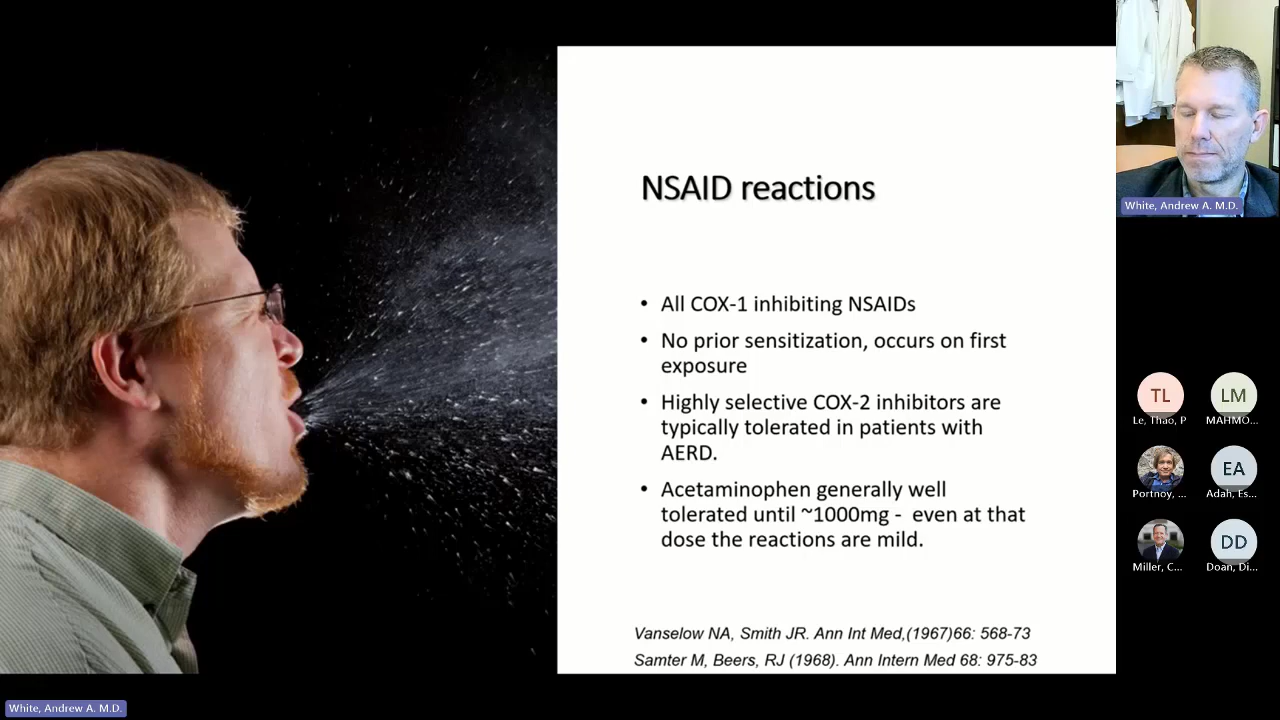 NSAID reactions
• All COX-1 inhibiting NSAIDs
• No prior sensitization, occurs on first
exposure
• Highly selective COX-2 inhibitors are
typically tolerated in patients with
AERD.
• Acetaminophen generally well
tolerated until ~1000mg - even at that
dose the reactions are mild.
Vanselow NA, Smith JR. Ann Int Med,(1967)66: 568-73
Samter M, Beers, RJ (1968). Ann Intern Med 68: 975-83
White, Andrew A. M.D.
TL
Le, Thao, P
LM
MAHMO...
Portnoy, ...
EA
Adah, Es...
Miller, C...
DD
Doan, Di...
White, Andrew A. M.D.